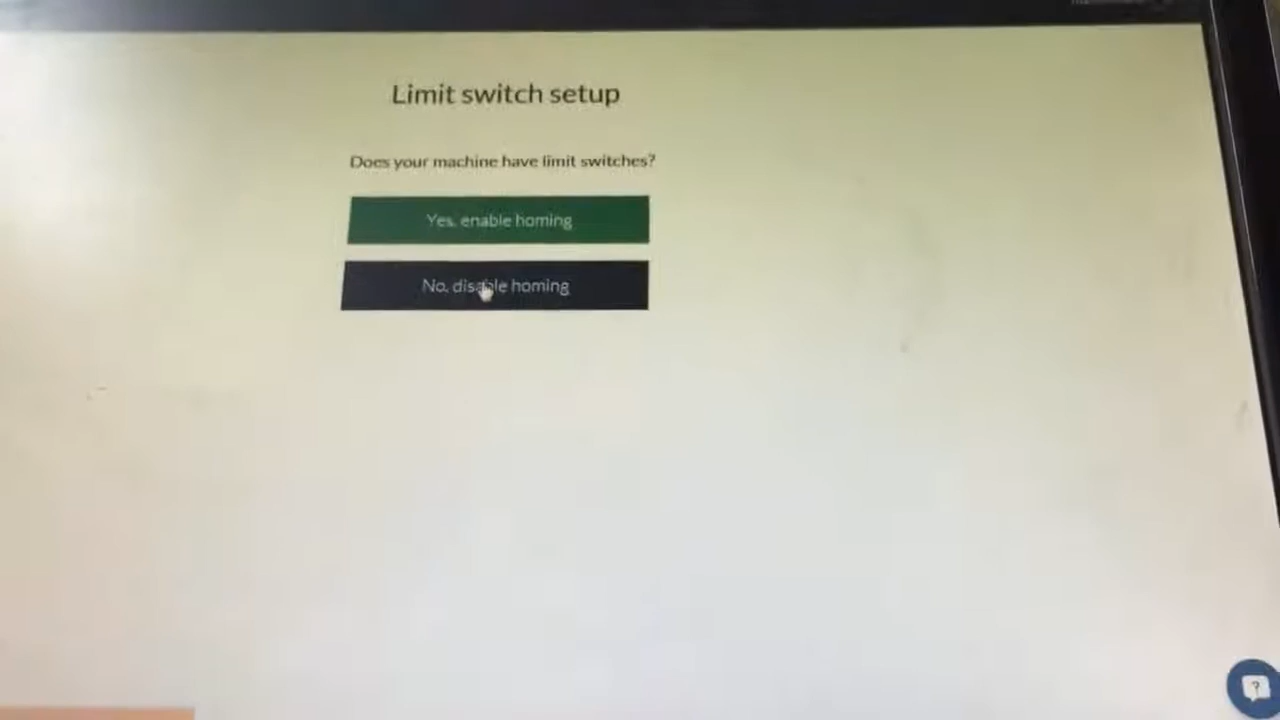 Limit switch setup
Does your machine have limit switches?
Yes, enable homing
No, disable homing
?